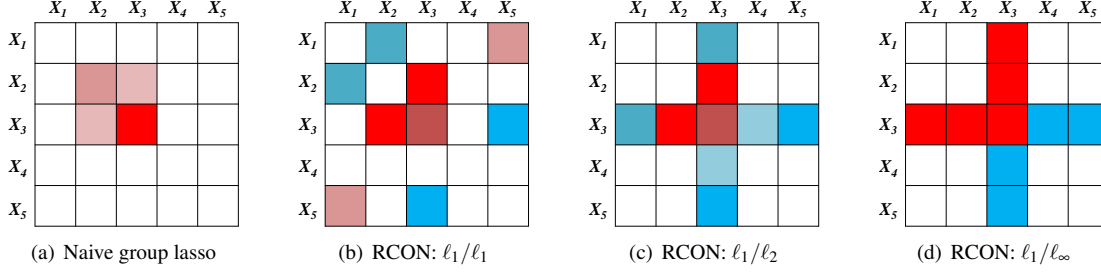 X1 X2 X3 X4 X5
X1
X2
X3
X4
X5
(a) Naive group lasso
X1 X2 X3 X4 X5
X1
X2
X3
X4
X5
(b) RCON: ℓ1/ℓ1
X1 X2 X3 X4 X5
X1
X2
X3
X4
X5
(c) RCON: ℓ1/ℓ2
X1 X2 X3 X4 X5
X1
X2
X3
X4
X5
(d) RCON: ℓ1/ℓ∞